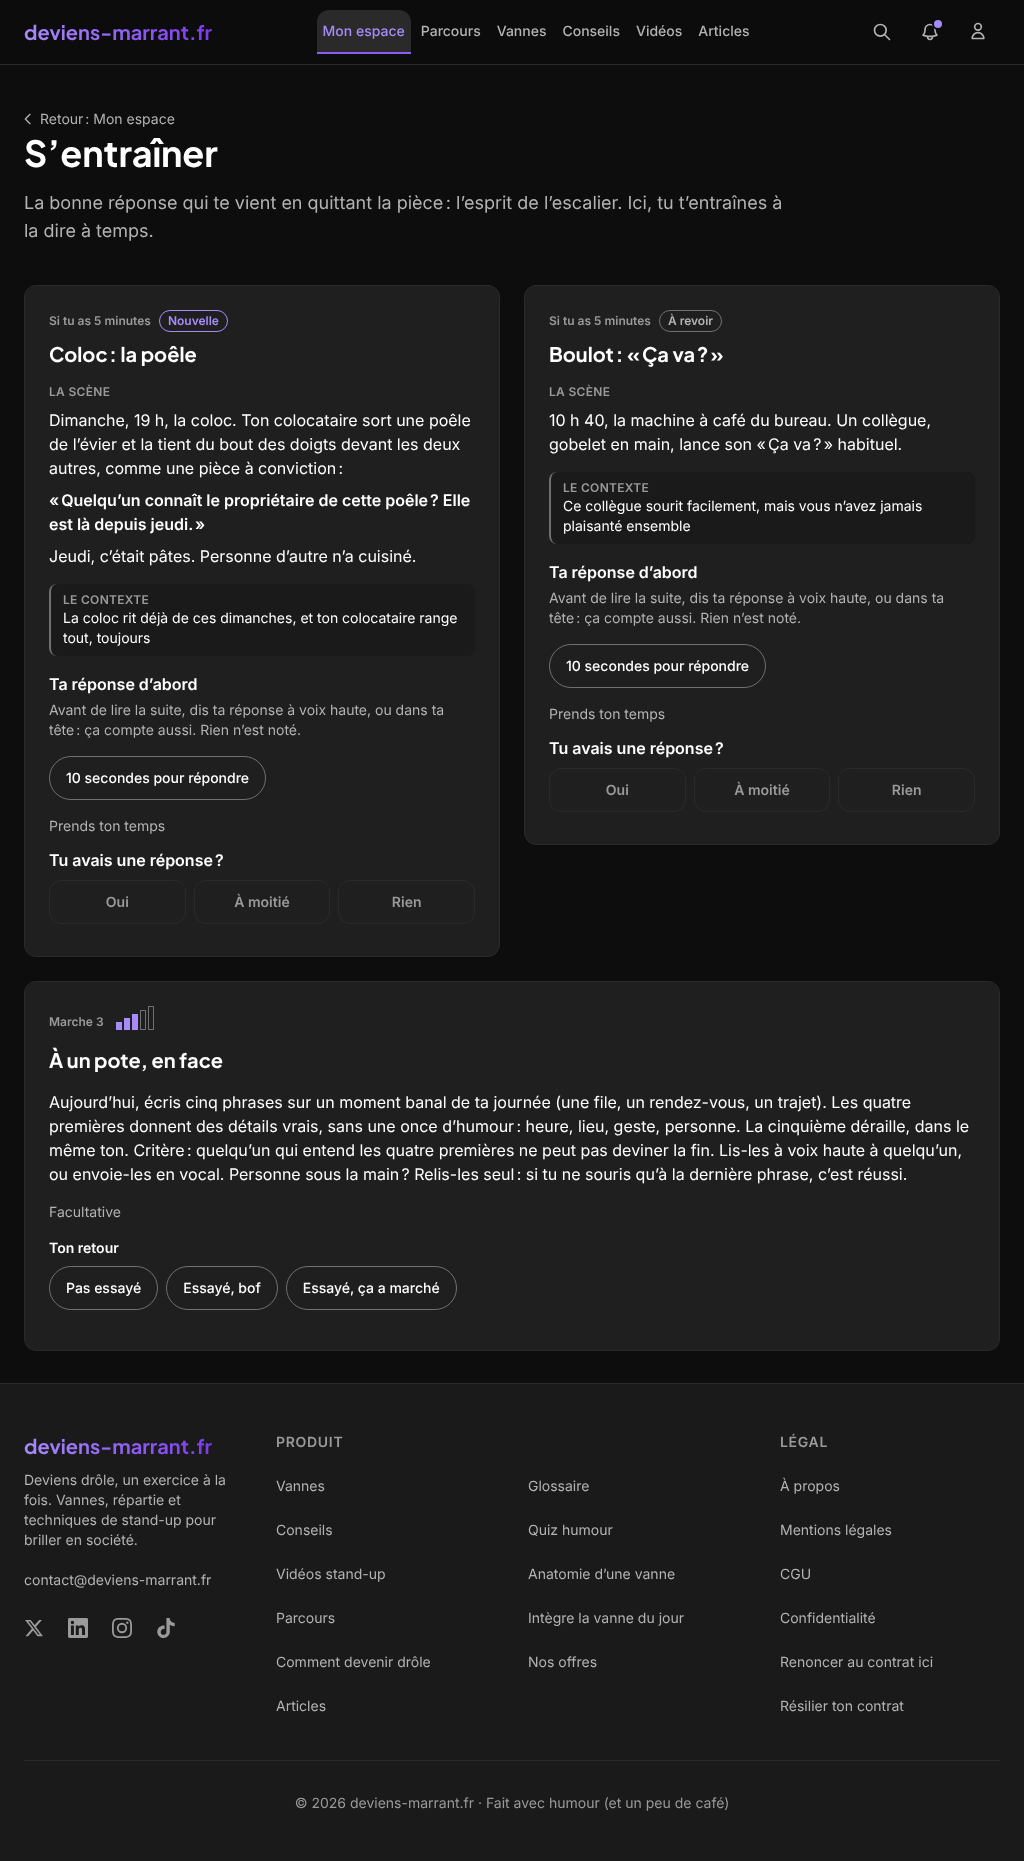 deviens-marrant.fr
Mon espace
Parcours
Vannes
Conseils
Vidéos
Articles
Retour : Mon espace
S’entraîner
La bonne réponse qui te vient en quittant la pièce : l’esprit de l’escalier. Ici, tu t’entraînes à
la dire à temps.
Si tu as 5 minutes
Nouvelle
Coloc : la poêle
LA SCÈNE
Dimanche, 19 h, la coloc. Ton colocataire sort une poêle
de l’évier et la tient du bout des doigts devant les deux
autres, comme une pièce à conviction :
« Quelqu’un connaît le propriétaire de cette poêle ? Elle
est là depuis jeudi. »
Jeudi, c’était pâtes. Personne d’autre n’a cuisiné.
LE CONTEXTE
La coloc rit déjà de ces dimanches, et ton colocataire range
tout, toujours
Ta réponse d’abord
Avant de lire la suite, dis ta réponse à voix haute, ou dans ta
tête : ça compte aussi. Rien n’est noté.
10 secondes pour répondre
Prends ton temps
Tu avais une réponse ?
Oui
À moitié
Rien
Si tu as 5 minutes
À revoir
Boulot : « Ça va ? »
LA SCÈNE
10 h 40, la machine à café du bureau. Un collègue,
gobelet en main, lance son « Ça va ? » habituel.
LE CONTEXTE
Ce collègue sourit facilement, mais vous n’avez jamais
plaisanté ensemble
Ta réponse d’abord
Avant de lire la suite, dis ta réponse à voix haute, ou dans ta
tête : ça compte aussi. Rien n’est noté.
10 secondes pour répondre
Prends ton temps
Tu avais une réponse ?
Oui
À moitié
Rien
Marche 3
À un pote, en face
Aujourd’hui, écris cinq phrases sur un moment banal de ta journée (une file, un rendez-vous, un trajet). Les quatre
premières donnent des détails vrais, sans une once d’humour : heure, lieu, geste, personne. La cinquième déraille, dans le
même ton. Critère : quelqu’un qui entend les quatre premières ne peut pas deviner la fin. Lis-les à voix haute à quelqu’un,
ou envoie-les en vocal. Personne sous la main ? Relis-les seul : si tu ne souris qu’à la dernière phrase, c’est réussi.
Facultative
Ton retour
Pas essayé
Essayé, bof
Essayé, ça a marché
deviens-marrant.fr
Deviens drôle, un exercice à la
fois. Vannes, répartie et
techniques de stand-up pour
briller en société.
contact@deviens-marrant.fr
PRODUIT
Vannes
Conseils
Vidéos stand-up
Parcours
Comment devenir drôle
Articles
Glossaire
Quiz humour
Anatomie d’une vanne
Intègre la vanne du jour
Nos offres
LÉGAL
À propos
Mentions légales
CGU
Confidentialité
Renoncer au contrat ici
Résilier ton contrat
© 2026 deviens-marrant.fr · Fait avec humour (et un peu de café)